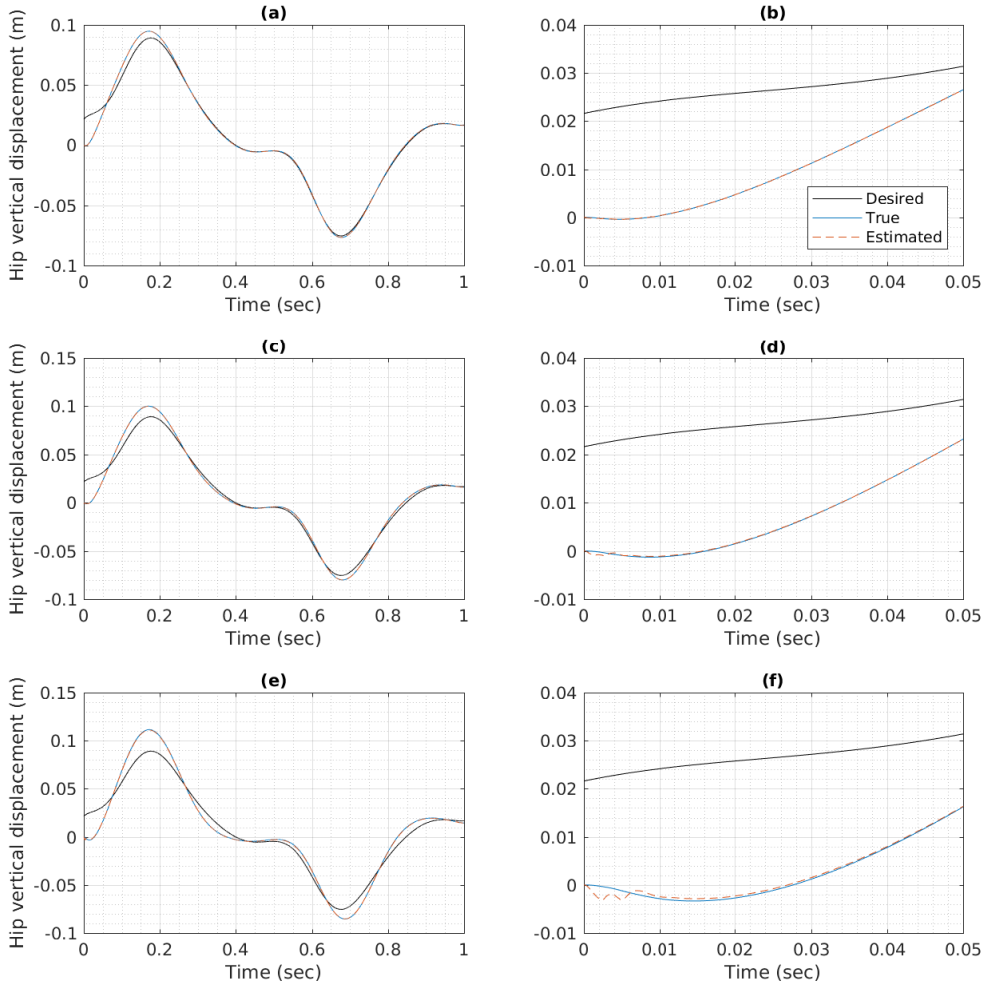 (a)
Hip vertical displacement (m)
0.1
0.05
0
-0.05
-0.1
0 0.2 0.4 0.6 0.8 1
Time (sec)
(b)
0.04
0.03
0.02
0.01
0
-0.01
Desired
True
Estimated
0 0.01 0.02 0.03 0.04 0.05
Time (sec)
(c)
Hip vertical displacement (m)
0.15
0.1
0.05
0
-0.05
-0.1
0 0.2 0.4 0.6 0.8 1
Time (sec)
(d)
0.04
0.03
0.02
0.01
0
-0.01
0 0.01 0.02 0.03 0.04 0.05
Time (sec)
(e)
Hip vertical displacement (m)
0.15
0.1
0.05
0
-0.05
-0.1
0 0.2 0.4 0.6 0.8 1
Time (sec)
(f)
0.04
0.03
0.02
0.01
0
-0.01
0 0.01 0.02 0.03 0.04 0.05
Time (sec)